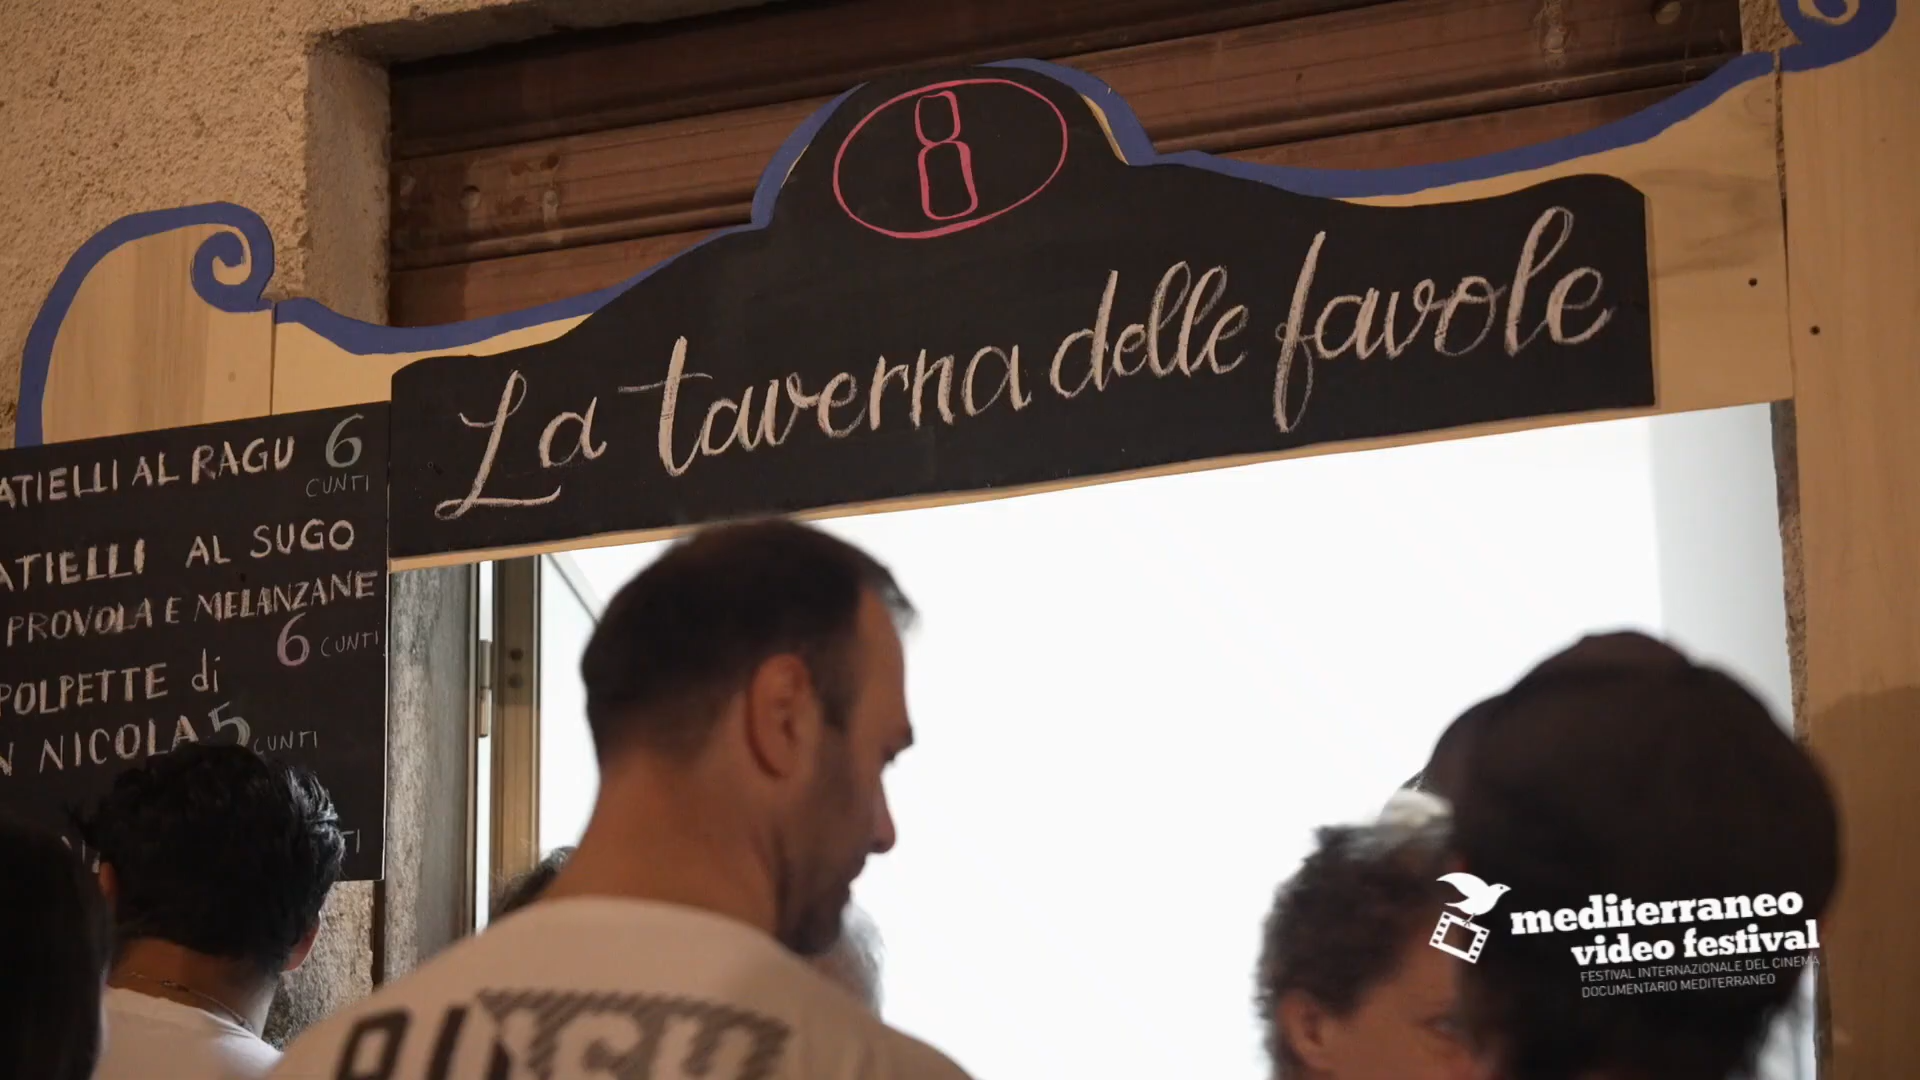 8
La taverna delle favole
ATIELLI AL RAGU 6
CUNTI
ATIELLI AL SUGO
PROVOLA E MELANZANE
6 CUNTI
POLPETTE di
N NICOLA 5 CUNTI
TI
mediterraneo
video festival
FESTIVAL INTERNAZIONALE DEL CINEMA
DOCUMENTARIO MEDITERRANEO